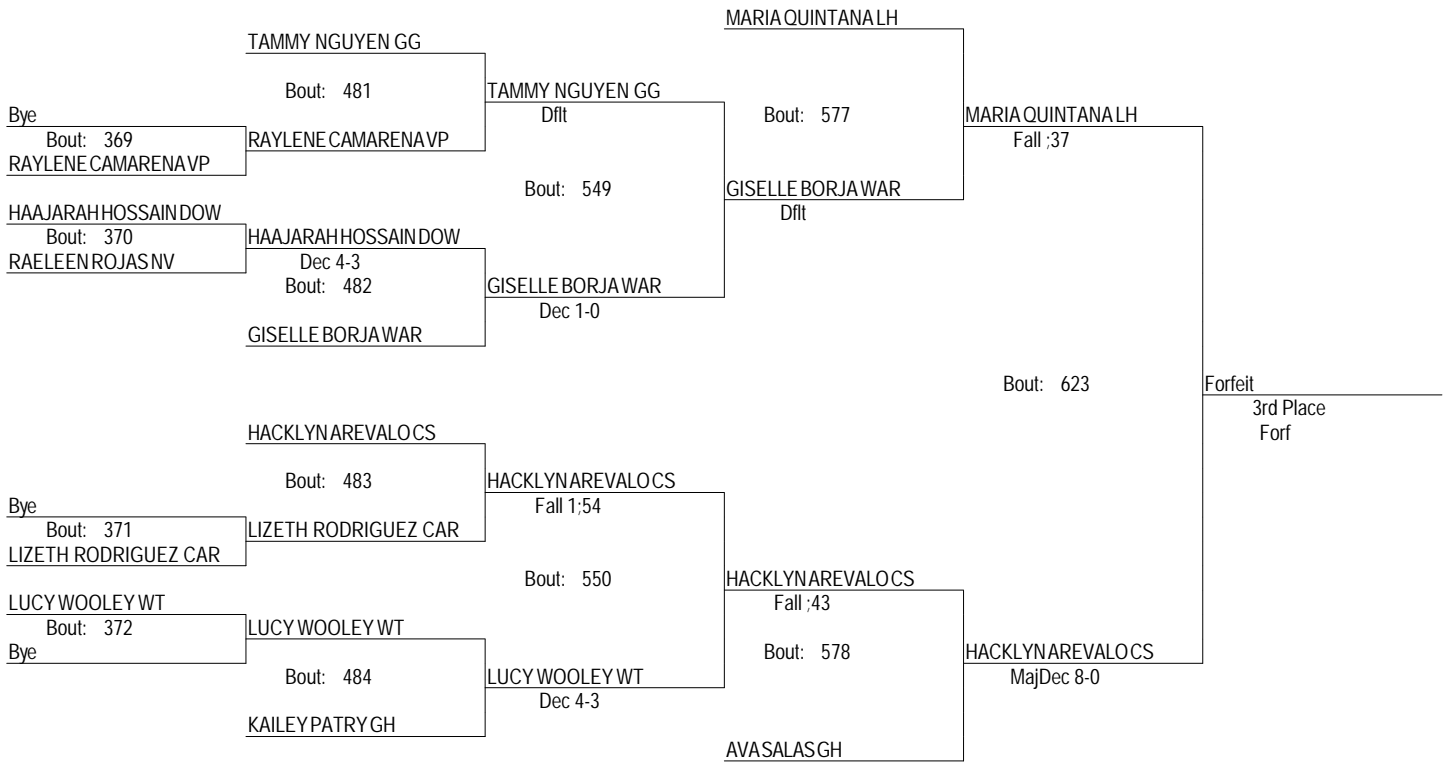 MARIA QUINTANA LH
TAMMY NGUYEN GG
Bout: 481
TAMMY NGUYEN GG
Dflt
Bout: 577
MARIA QUINTANA LH
Fall ;37
Bye
Bout: 369
RAYLENE CAMARENA VP
RAYLENE CAMARENA VP
Bout: 549
GISELLE BORJA WAR
Dflt
HAAJARAH HOSSAIN DOW
Bout: 370
RAELEEN ROJAS NV
HAAJARAH HOSSAIN DOW
Dec 4-3
Bout: 482
GISELLE BORJA WAR
Dec 1-0
GISELLE BORJA WAR
Bout: 623
Forfeit
3rd Place
Forf
HACKLYN AREVALO CS
Bout: 483
HACKLYN AREVALO CS
Fall 1;54
Bye
Bout: 371
LIZETH RODRIGUEZ CAR
LIZETH RODRIGUEZ CAR
Bout: 550
HACKLYN AREVALO CS
Fall ;43
LUCY WOOLEY WT
Bout: 372
Bye
LUCY WOOLEY WT
Bout: 578
HACKLYN AREVALO CS
MajDec 8-0
Bout: 484
LUCY WOOLEY WT
Dec 4-3
KAILEY PATRY GH
AVA SALAS GH